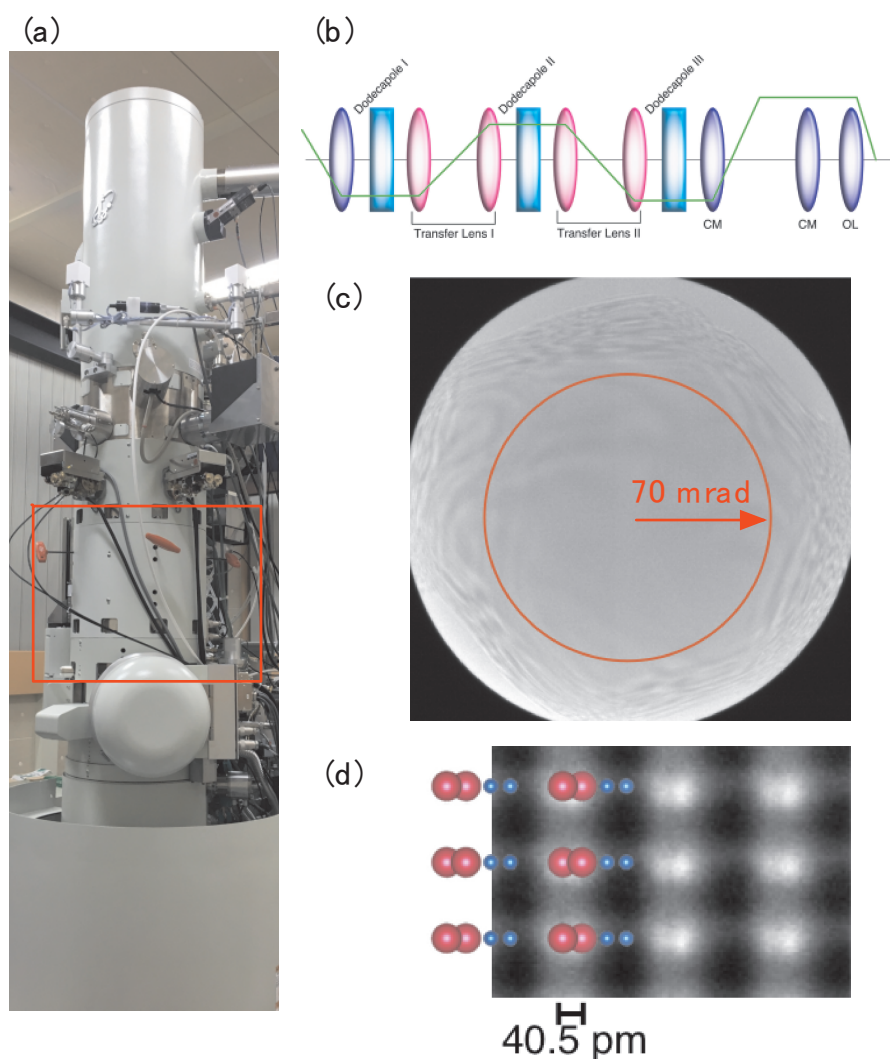 (a)
(b)
Dodecapole I
Dodecapole II
Dodecapole III
Transfer Lens I
Transfer Lens II
CM
CM
OL
(c)
70 mrad
(d)
40.5 pm